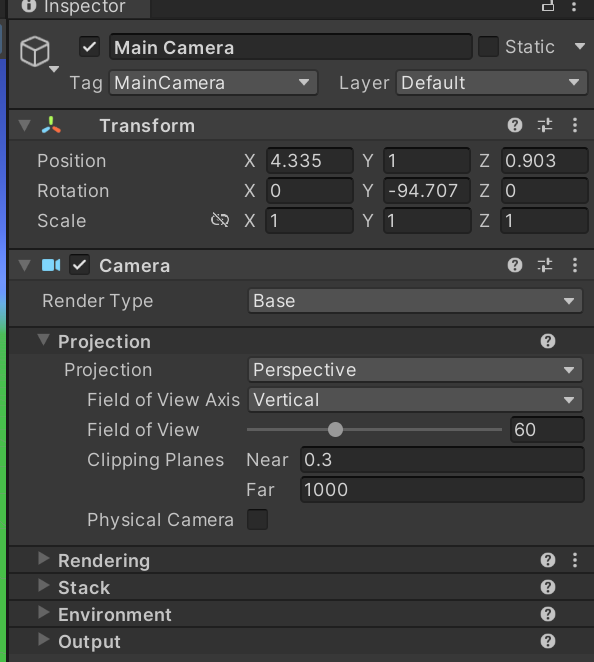 Inspector
Main Camera Static
Tag MainCamera Layer Default
Transform
Position X 4.335 Y 1 Z 0.903
Rotation X 0 Y -94.707 Z 0
Scale X 1 Y 1 Z 1
Camera
Render Type Base
Projection
Projection Perspective
Field of View Axis Vertical
Field of View 60
Clipping Planes Near 0.3
Far 1000
Physical Camera
Rendering
Stack
Environment
Output